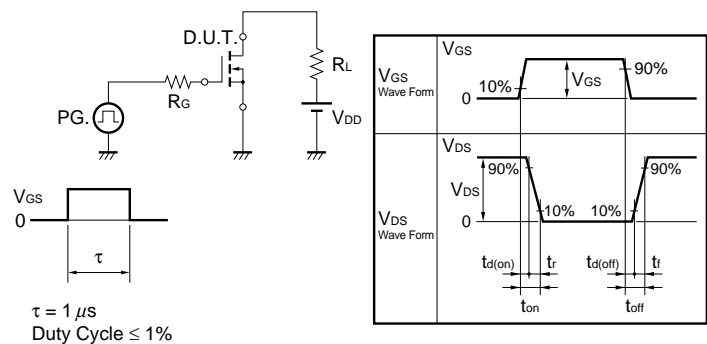 D.U.T.
RL
RG
PG.
VDD
VGS
0
τ
τ = 1 μs
Duty Cycle ≤ 1%
VGS
Wave Form
VGS
10%
90%
VGS
0
VDS
Wave Form
VDS
90%
90%
VDS
10%
10%
0
td(on)
tr
td(off)
tf
ton
toff